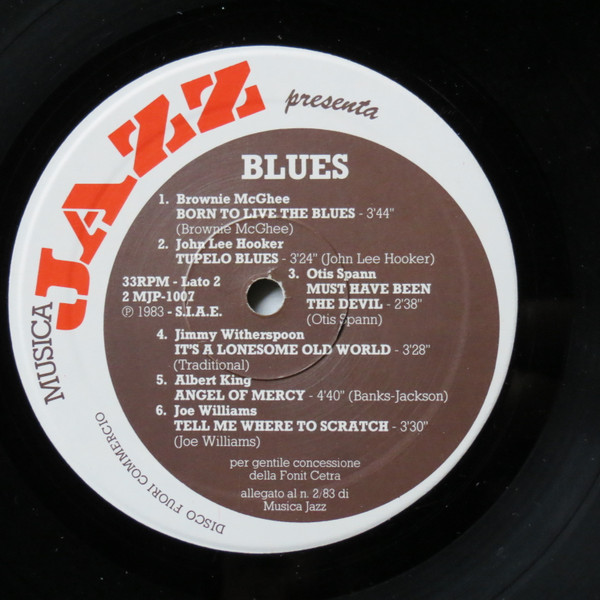 MUSICA JAZZ presenta
BLUES
1. Brownie McGhee
BORN TO LIVE THE BLUES - 3'44"
(Brownie McGhee)
2. John Lee Hooker
TUPELO BLUES - 3'24" (John Lee Hooker)
33RPM - Lato 2
2 MJP-1007
℗ 1983 - S.I.A.E.
3. Otis Spann
MUST HAVE BEEN
THE DEVIL - 2'38"
(Otis Spann)
4. Jimmy Witherspoon
IT'S A LONESOME OLD WORLD - 3'28"
(Traditional)
5. Albert King
ANGEL OF MERCY - 4'40" (Banks-Jackson)
6. Joe Williams
TELL ME WHERE TO SCRATCH - 3'30"
(Joe Williams)
per gentile concessione
della Fonit Cetra
allegato al n. 2/83 di
Musica Jazz
DISCO FUORI COMMERCIO